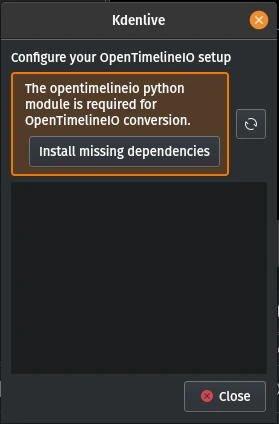 Kdenlive
Configure your OpenTimelineIO setup
The opentimelineio python
module is required for
OpenTimelineIO conversion.
Install missing dependencies
Close